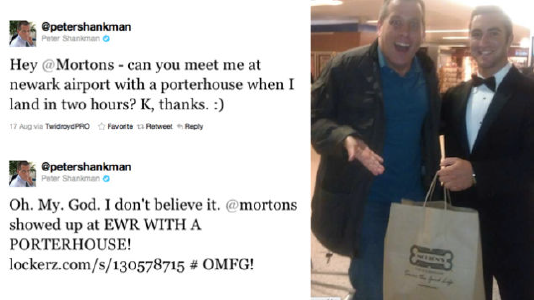 @petershankman
Peter Shankman
Hey @Mortons - can you meet me at
newark airport with a porterhouse when I
land in two hours? K, thanks. :)
17 Aug via TwidroydPRO Favorite Retweet Reply
@petershankman
Peter Shankman
Oh. My. God. I don't believe it. @mortons
showed up at EWR WITH A
PORTERHOUSE!
lockerz.com/s/130578715 # OMFG!